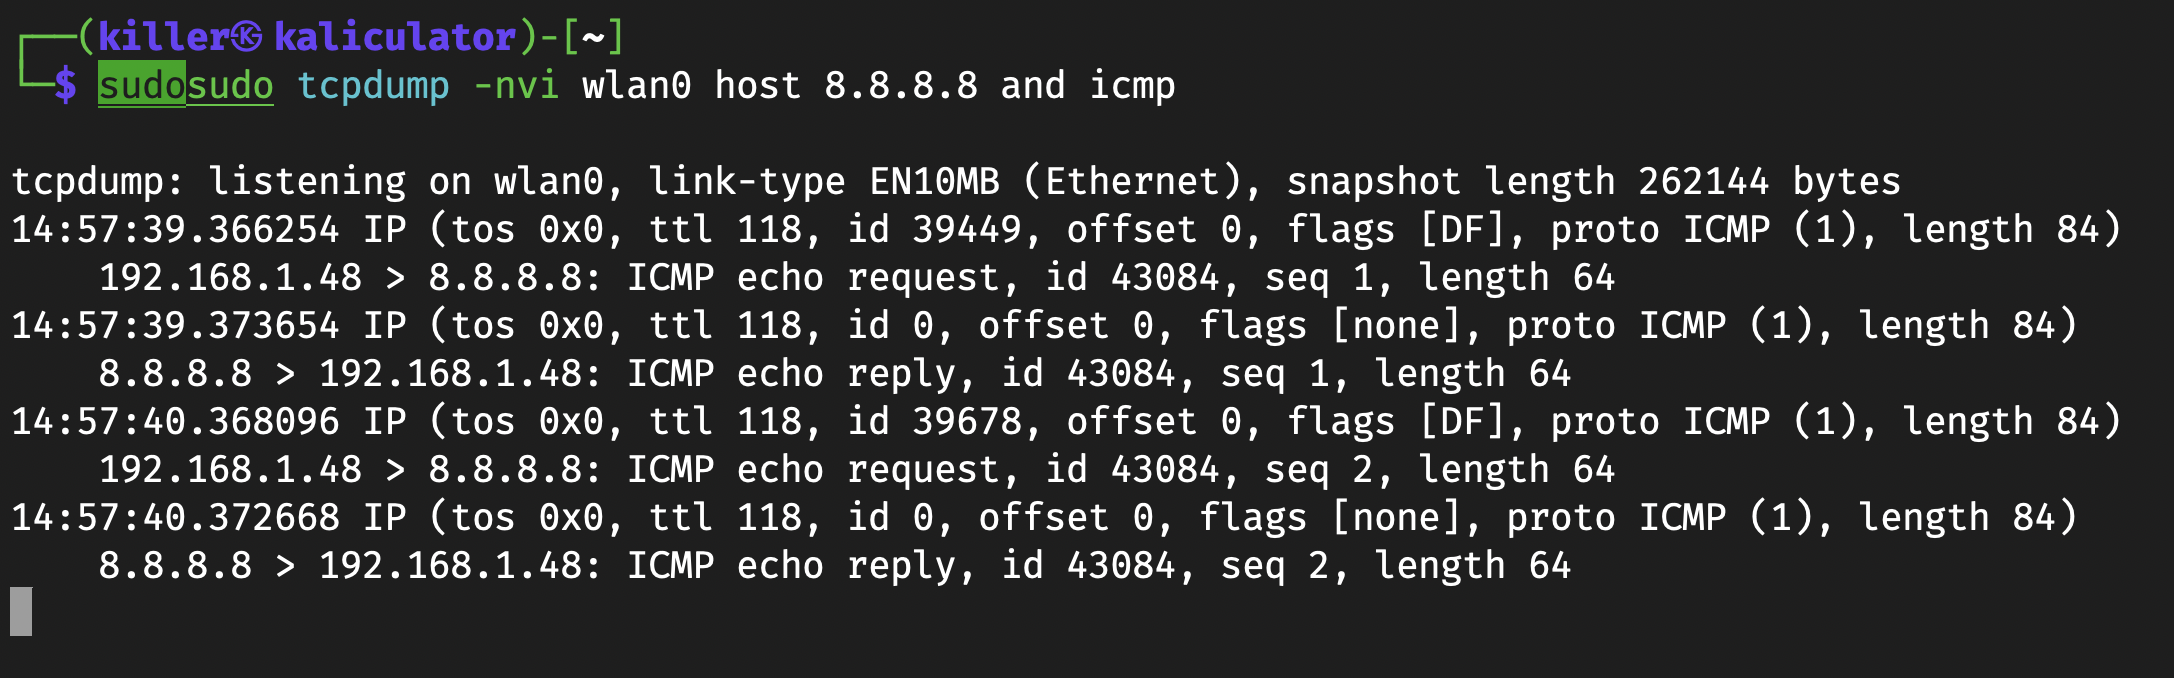 ┌──(killer㉿kaliculator)-[~]
└─$ sudosudo tcpdump -nvi wlan0 host 8.8.8.8 and icmp
tcpdump: listening on wlan0, link-type EN10MB (Ethernet), snapshot length 262144 bytes
14:57:39.366254 IP (tos 0x0, ttl 118, id 39449, offset 0, flags [DF], proto ICMP (1), length 84)
    192.168.1.48 > 8.8.8.8: ICMP echo request, id 43084, seq 1, length 64
14:57:39.373654 IP (tos 0x0, ttl 118, id 0, offset 0, flags [none], proto ICMP (1), length 84)
    8.8.8.8 > 192.168.1.48: ICMP echo reply, id 43084, seq 1, length 64
14:57:40.368096 IP (tos 0x0, ttl 118, id 39678, offset 0, flags [DF], proto ICMP (1), length 84)
    192.168.1.48 > 8.8.8.8: ICMP echo request, id 43084, seq 2, length 64
14:57:40.372668 IP (tos 0x0, ttl 118, id 0, offset 0, flags [none], proto ICMP (1), length 84)
    8.8.8.8 > 192.168.1.48: ICMP echo reply, id 43084, seq 2, length 64